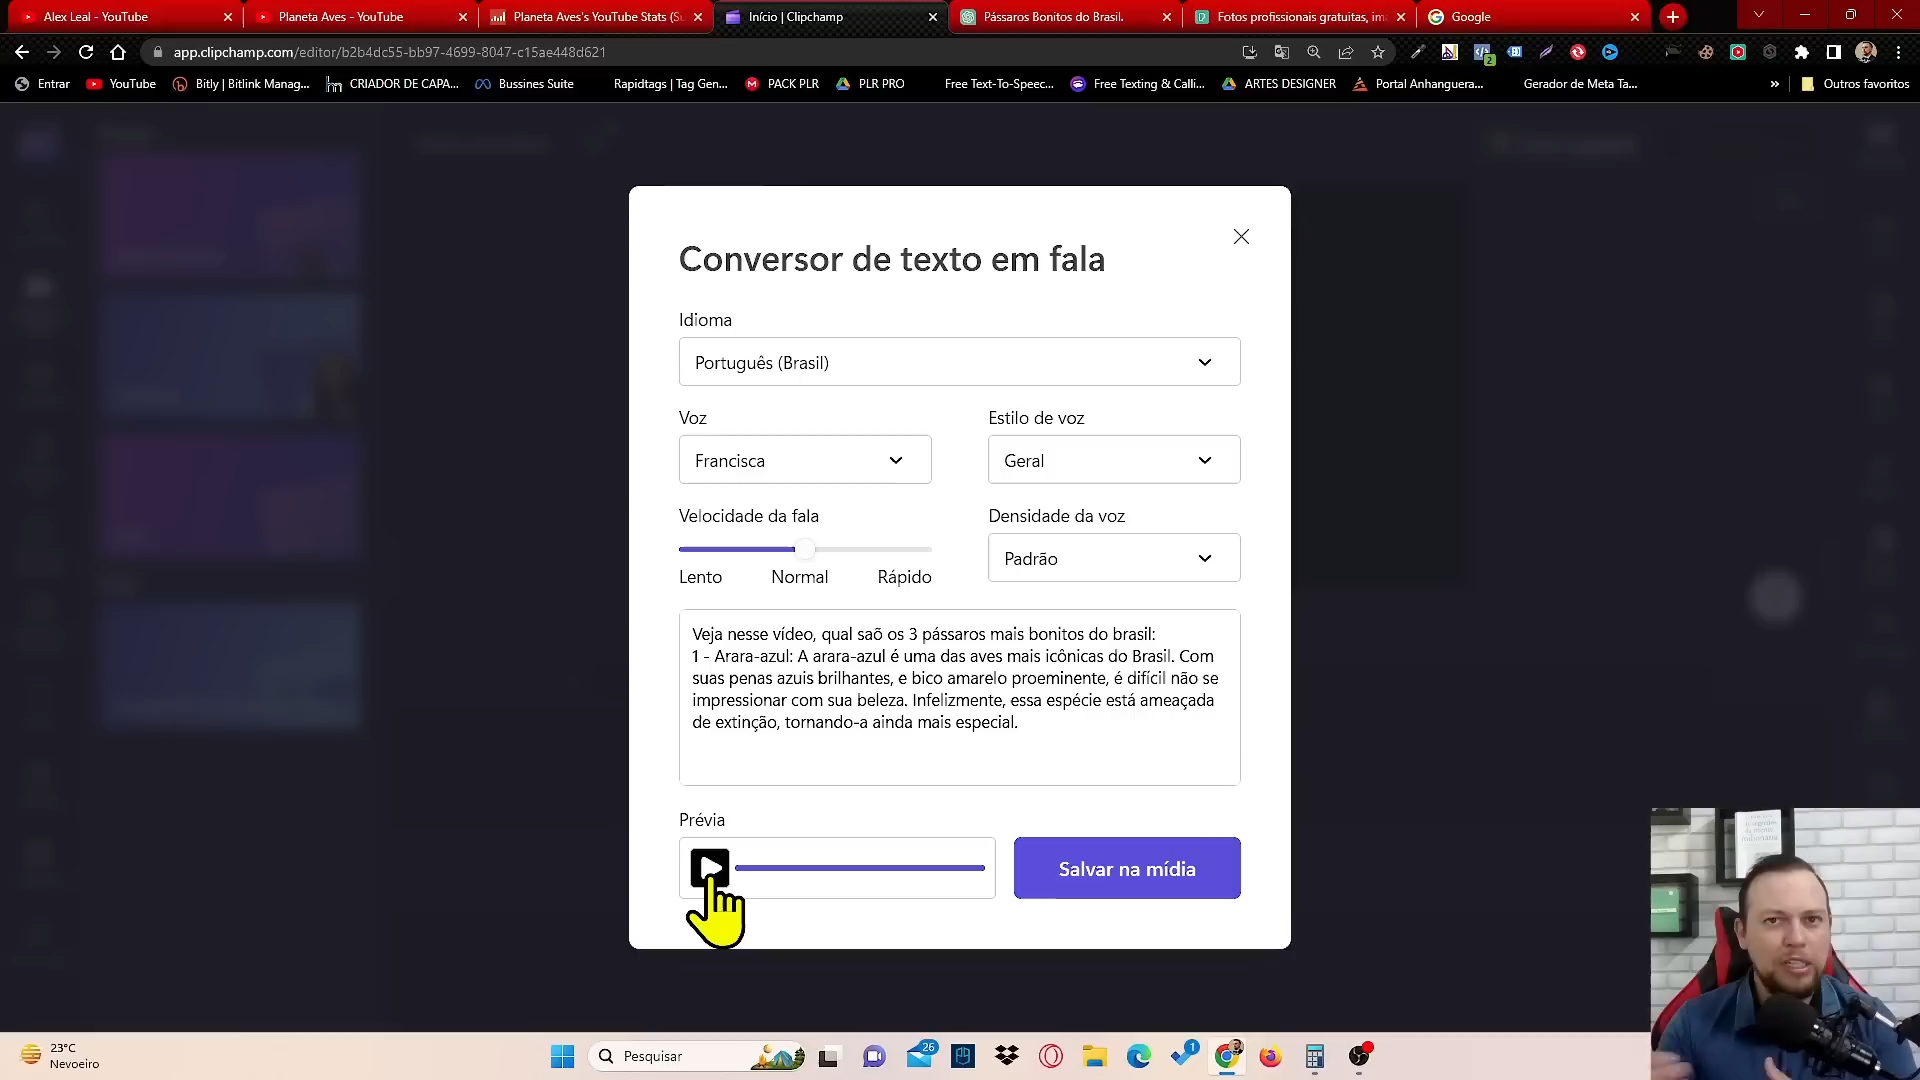 Alex Leal - YouTube
Planeta Aves - YouTube
Planeta Aves's YouTube Stats (Su
Início | Clipchamp
Pássaros Bonitos do Brasil.
Fotos profissionais gratuitas, im
Google
app.clipchamp.com/editor/b2b4dc55-bb97-4699-8047-c15ae448d621
2
Entrar
YouTube
Bitly | Bitlink Manag...
CRIADOR DE CAPA...
Bussines Suite
Rapidtags | Tag Gen...
PACK PLR
PLR PRO
Free Text-To-Speec...
Free Texting & Calli...
ARTES DESIGNER
Portal Anhanguera...
Gerador de Meta Ta...
»
Outros favoritos
Conversor de texto em fala
Idioma
Português (Brasil)
Voz
Estilo de voz
Francisca
Geral
Velocidade da fala
Densidade da voz
Padrão
Lento
Normal
Rápido
Veja nesse vídeo, qual saõ os 3 pássaros mais bonitos do brasil:
1 - Arara-azul: A arara-azul é uma das aves mais icônicas do Brasil. Com
suas penas azuis brilhantes, e bico amarelo proeminente, é difícil não se
impressionar com sua beleza. Infelizmente, essa espécie está ameaçada
de extinção, tornando-a ainda mais especial.
Prévia
Salvar na mídia
23°C
Nevoeiro
Pesquisar
26
1